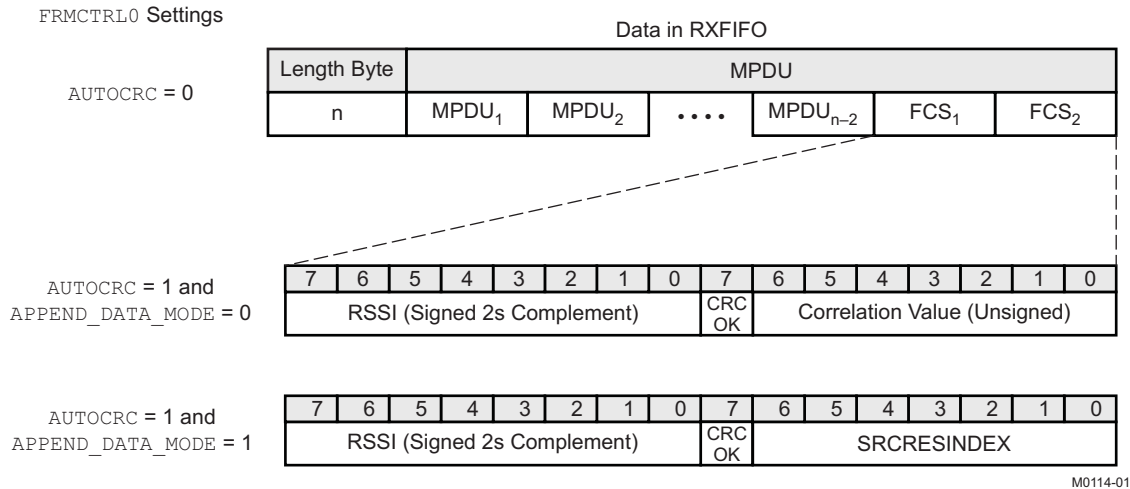 FRMCTRL0 Settings
Data in RXFIFO
Length Byte MPDU
AUTOCRC = 0
n MPDU1 MPDU2 •••• MPDUn–2 FCS1 FCS2
7 6 5 4 3 2 1 0 7 6 5 4 3 2 1 0
AUTOCRC = 1 and
APPEND_DATA_MODE = 0
RSSI (Signed 2s Complement) CRC OK Correlation Value (Unsigned)
7 6 5 4 3 2 1 0 7 6 5 4 3 2 1 0
AUTOCRC = 1 and
APPEND_DATA_MODE = 1
RSSI (Signed 2s Complement) CRC OK SRCRESINDEX
M0114-01